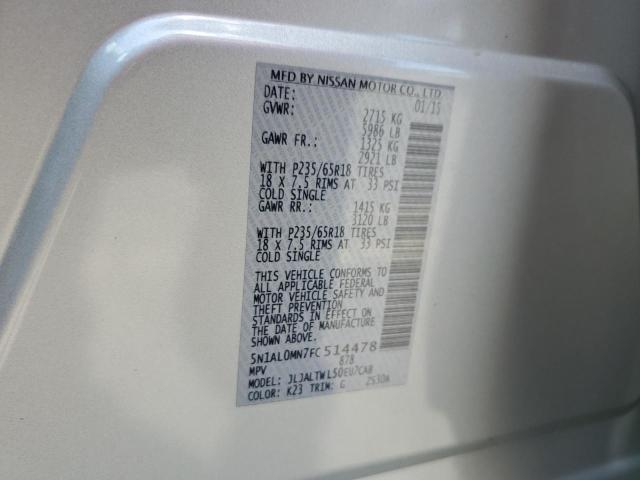 MFD BY NISSAN MOTOR CO., LTD
DATE: 01/15
GVWR: 2715 KG
5986 LB
GAWR FR.: 1325 KG
2921 LB
WITH P235/65R18 TIRES
18 X 7.5 RIMS AT 33 PSI
COLD SINGLE
GAWR RR.: 1415 KG
3120 LB
WITH P235/65R18 TIRES
18 X 7.5 RIMS AT 33 PSI
COLD SINGLE
THIS VEHICLE CONFORMS TO
ALL APPLICABLE FEDERAL
MOTOR VEHICLE SAFETY AND
THEFT PREVENTION
STANDARDS IN EFFECT ON
THE DATE OF MANUFACTURE
SHOWN ABOVE.
5N1AL0MN7FC514478
MPV 878
MODEL: JLJALTWL50EU7CAB
COLOR: K23 TRIM: G 2530A